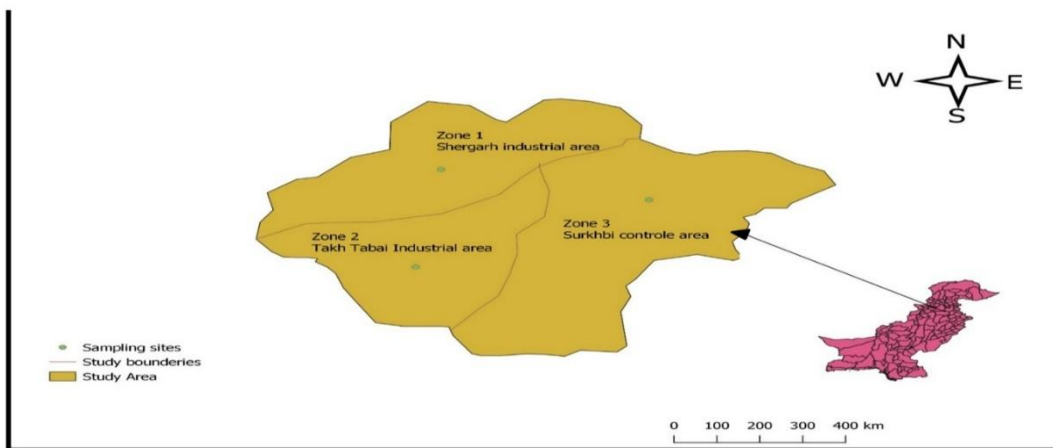 N
W E
S
Zone 1
Shergarh industrial area
Zone 3
Surkhbi controle area
Zone 2
Takh Tabai Industrial area
Sampling sites
Study bounderies
Study Area
0 100 200 300 400 km